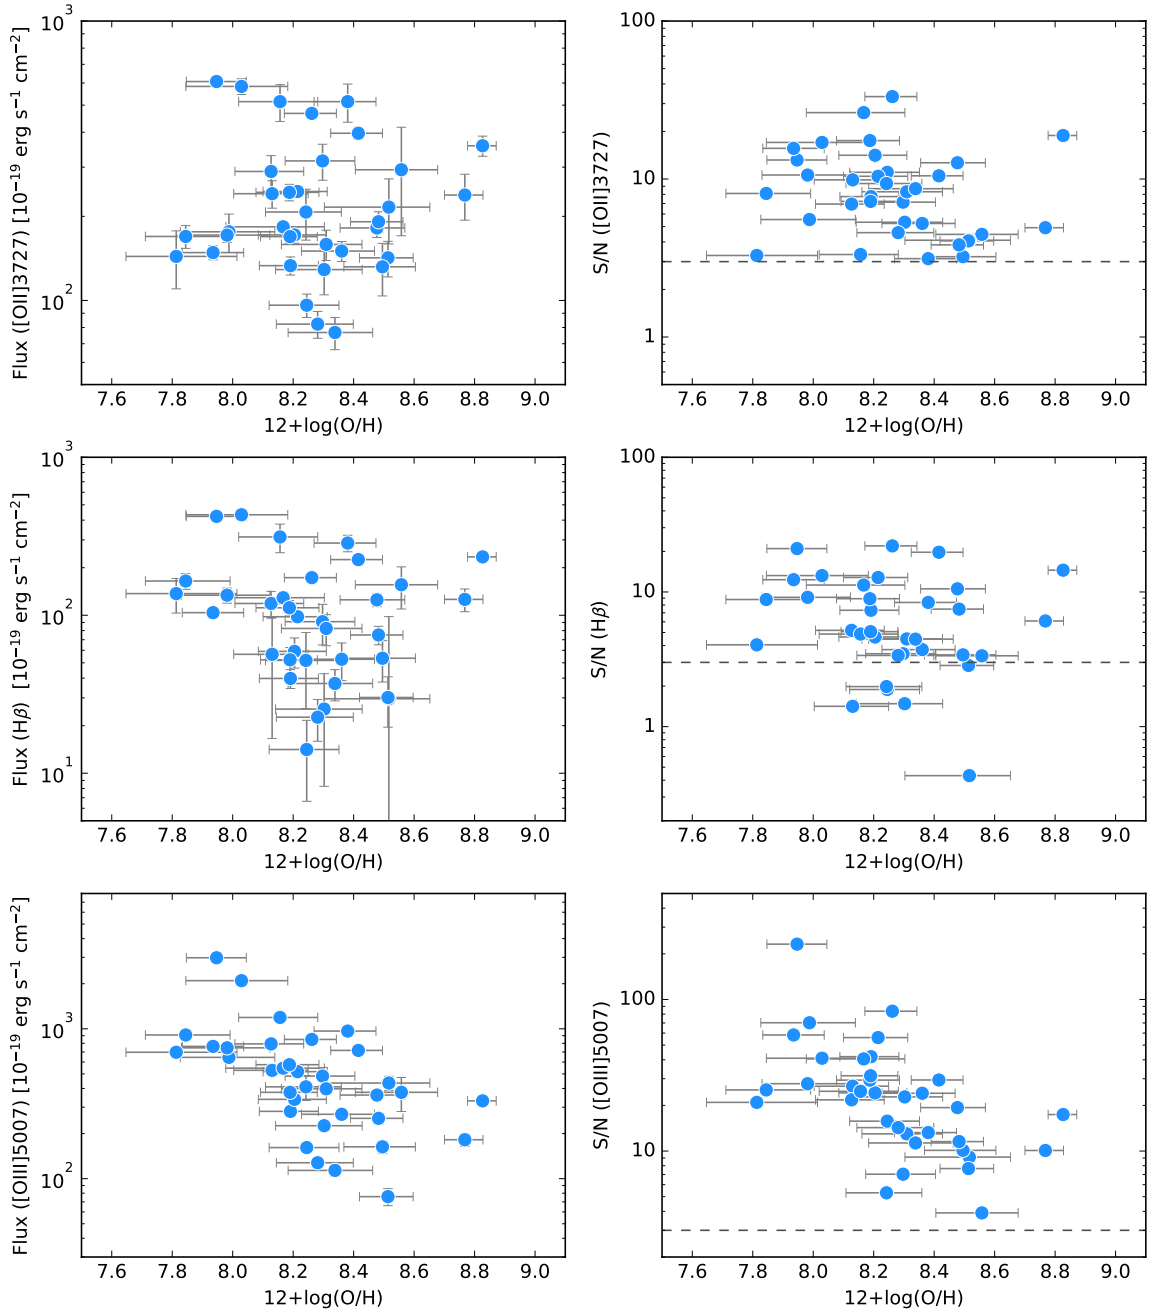 10³
10²
Flux ([OII]3727) [10⁻¹⁹ erg s⁻¹ cm⁻²]
7.6 7.8 8.0 8.2 8.4 8.6 8.8 9.0
12+log(O/H)
100
10
1
S/N ([OII]3727)
7.6 7.8 8.0 8.2 8.4 8.6 8.8 9.0
12+log(O/H)
10³
10²
10¹
Flux (Hβ) [10⁻¹⁹ erg s⁻¹ cm⁻²]
7.6 7.8 8.0 8.2 8.4 8.6 8.8 9.0
12+log(O/H)
100
10
1
S/N (Hβ)
7.6 7.8 8.0 8.2 8.4 8.6 8.8 9.0
12+log(O/H)
10³
10²
Flux ([OIII]5007) [10⁻¹⁹ erg s⁻¹ cm⁻²]
7.6 7.8 8.0 8.2 8.4 8.6 8.8 9.0
12+log(O/H)
100
10
S/N ([OIII]5007)
7.6 7.8 8.0 8.2 8.4 8.6 8.8 9.0
12+log(O/H)